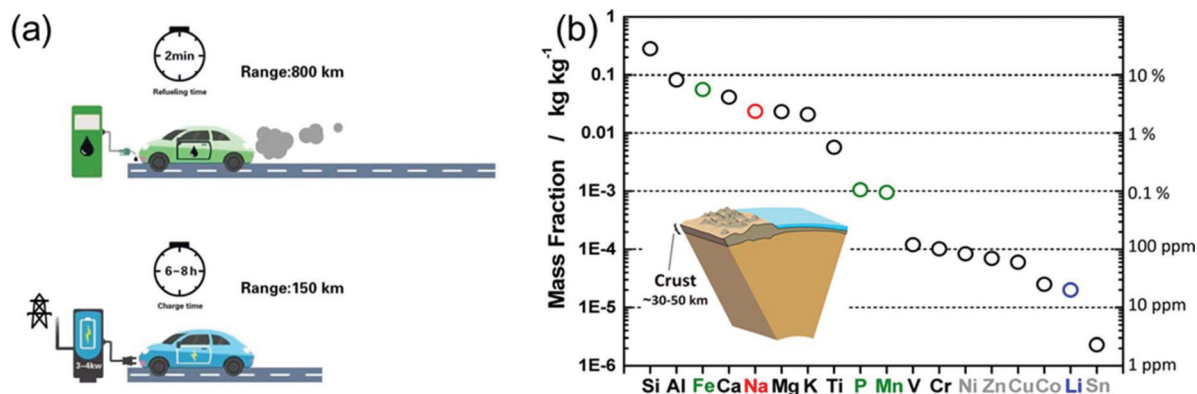 (a)
2min
Refueling time
Range:800 km
6-8h
Charge time
Range:150 km
3-4kw
(b)
Mass Fraction / kg kg-1
1
0.1
0.01
1E-3
1E-4
1E-5
1E-6
10 %
1 %
0.1 %
100 ppm
10 ppm
1 ppm
Crust
~30-50 km
Si Al Fe Ca Na Mg K Ti P Mn V Cr Ni Zn Cu Co Li Sn